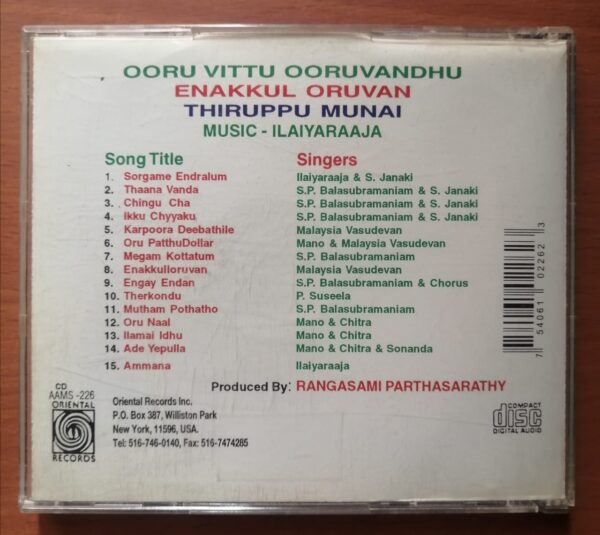 OORU VITTU OORUVANDHU
ENAKKUL ORUVAN
THIRUPPU MUNAI
MUSIC - ILAIYARAAJA
Song Title Singers
1. Sorgame Endralum Ilaiyaraaja & S. Janaki
2. Thaana Vanda S.P. Balasubramaniam & S. Janaki
3. Chingu Cha S.P. Balasubramaniam & S. Janaki
4. Ikku Chyyaku S.P. Balasubramaniam & S. Janaki
5. Karpoora Deebathile Malaysia Vasudevan
6. Oru PatthuDollar Mano & Malaysia Vasudevan
7. Megam Kottatum S.P. Balasubramaniam
8. Enakkulloruvan Malaysia Vasudevan
9. Engay Endan S.P. Balasubramaniam & Chorus
10. Therkondu P. Suseela
11. Mutham Pothatho S.P. Balasubramaniam
12. Oru Naal Mano & Chitra
13. Ilamai Idhu Mano & Chitra
14. Ade Yepulla Mano & Chitra & Sonanda
15. Ammana Ilaiyaraaja
7 54061 02262 3
Produced By: RANGASAMI PARTHASARATHY
CD
AAMS -226
ORIENTAL
RECORDS
Oriental Records Inc.
P.O. Box 387, Williston Park
New York, 11596, USA.
Tel: 516-746-0140, Fax: 516-7474285
COMPACT
disc
DIGITAL AUDIO